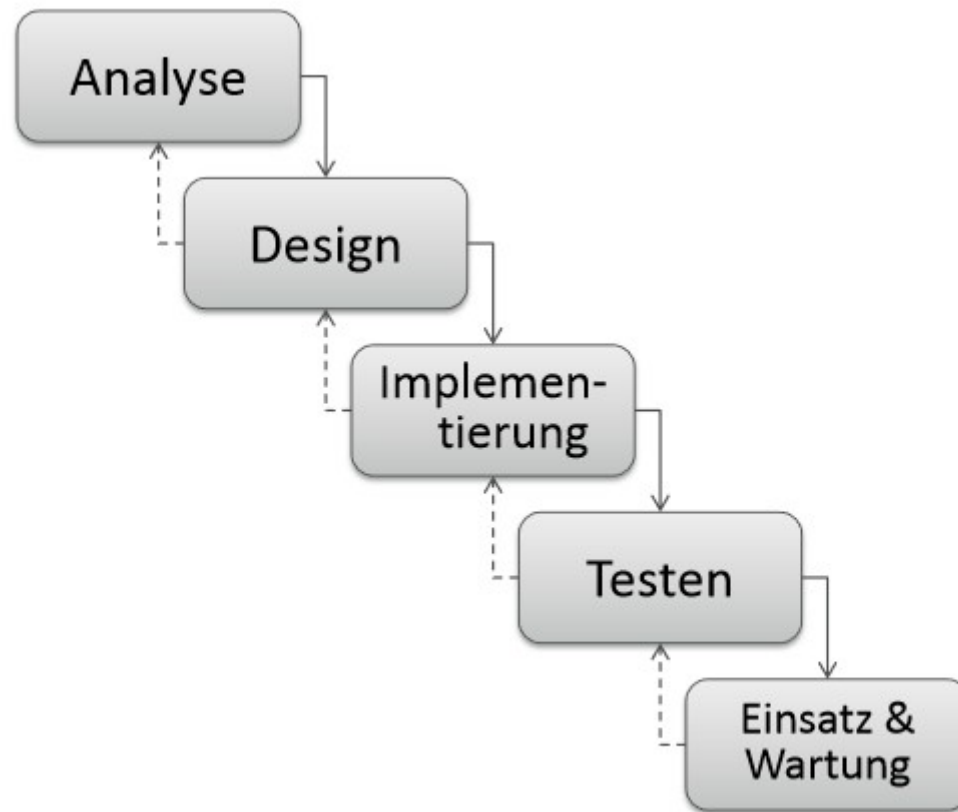 Analyse
Design
Implemen-
tierung
Testen
Einsatz &
Wartung